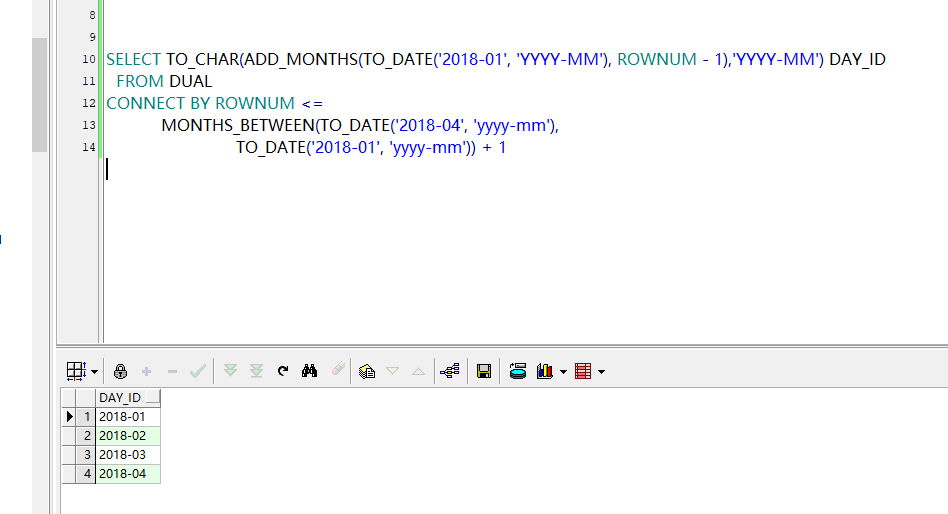 8
9
10 SELECT TO_CHAR(ADD_MONTHS(TO_DATE('2018-01', 'YYYY-MM'), ROWNUM - 1),'YYYY-MM') DAY_ID
11 FROM DUAL
12 CONNECT BY ROWNUM <=
13 MONTHS_BETWEEN(TO_DATE('2018-04', 'yyyy-mm'),
14 TO_DATE('2018-01', 'yyyy-mm')) + 1
DAY_ID
1 2018-01
2 2018-02
3 2018-03
4 2018-04